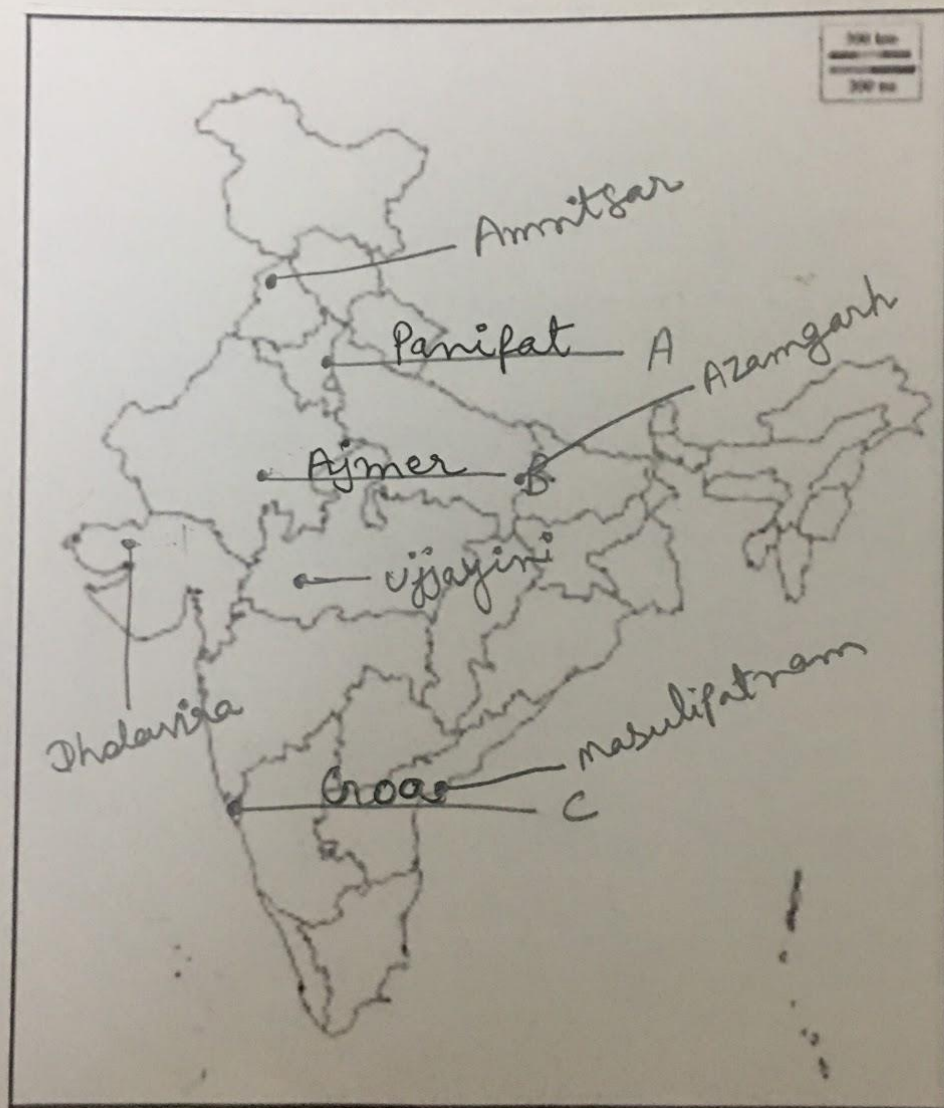 Amritsar
Panipat A
Azamgarh
Ajmer B
Ujjayini
Dholavira
Masulipatnam
Goa C